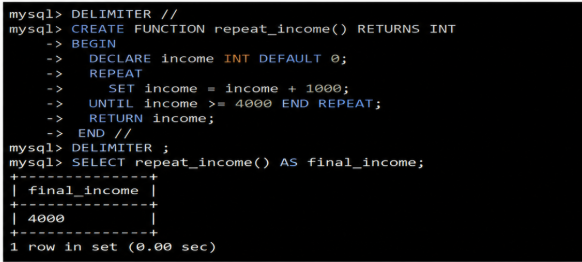 mysql> DELIMITER //
mysql> CREATE FUNCTION repeat_income() RETURNS INT
    -> BEGIN
    ->   DECLARE income INT DEFAULT 0;
    ->   REPEAT
    ->     SET income = income + 1000;
    ->   UNTIL income >= 4000 END REPEAT;
    ->   RETURN income;
    ->  END //
mysql> DELIMITER ;
mysql> SELECT repeat_income() AS final_income;
+--------------+
| final_income |
+--------------+
| 4000         |
+--------------+
1 row in set (0.00 sec)